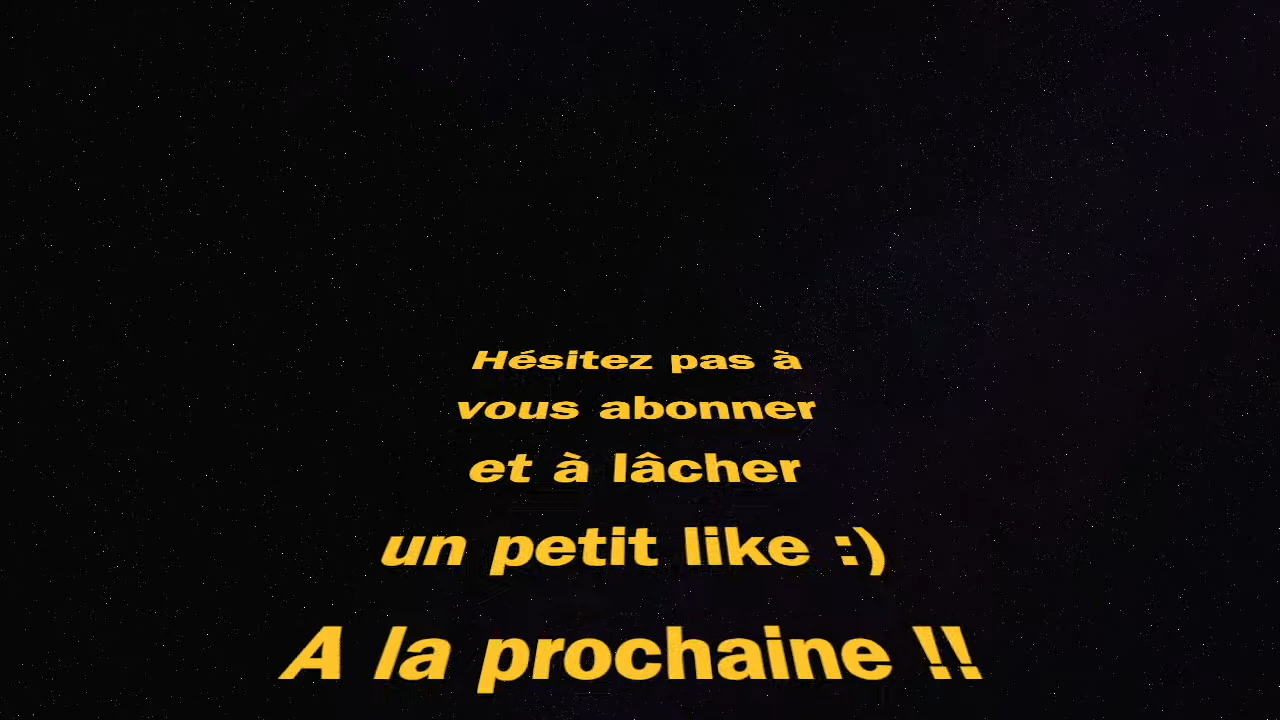 Hésitez pas à
vous abonner
et à lâcher
un petit like :)
A la prochaine !!